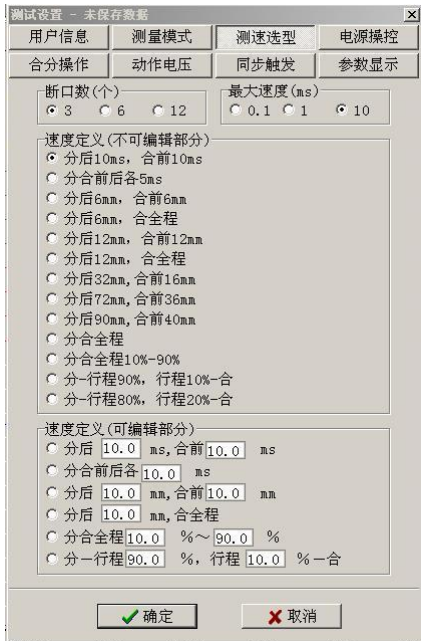 测试设置 - 未保存数据
用户信息 测量模式 测速选型 电源操控
合分操作 动作电压 同步触发 参数显示
断口数(个) 最大速度(ms)
3 6 12 0.1 1 10
速度定义(不可编辑部分)
分后10ms, 合前10ms
分合前后各5ms
分后6mm, 合前6mm
分后6mm, 合全程
分后12mm, 合前12mm
分后12mm, 合全程
分后32mm,合前16mm
分后72mm,合前36mm
分后90mm,合前40mm
分合全程
分合全程10%-90%
分-行程90%, 行程10%-合
分-行程80%, 行程20%-合
速度定义(可编辑部分)
分后 10.0 ms,合前 10.0 ms
分合前后各 10.0 ms
分后 10.0 mm,合前 10.0 mm
分后 10.0 mm,合全程
分合全程 10.0 %~ 90.0 %
分一行程 90.0 %, 行程 10.0 %一合
确定 取消